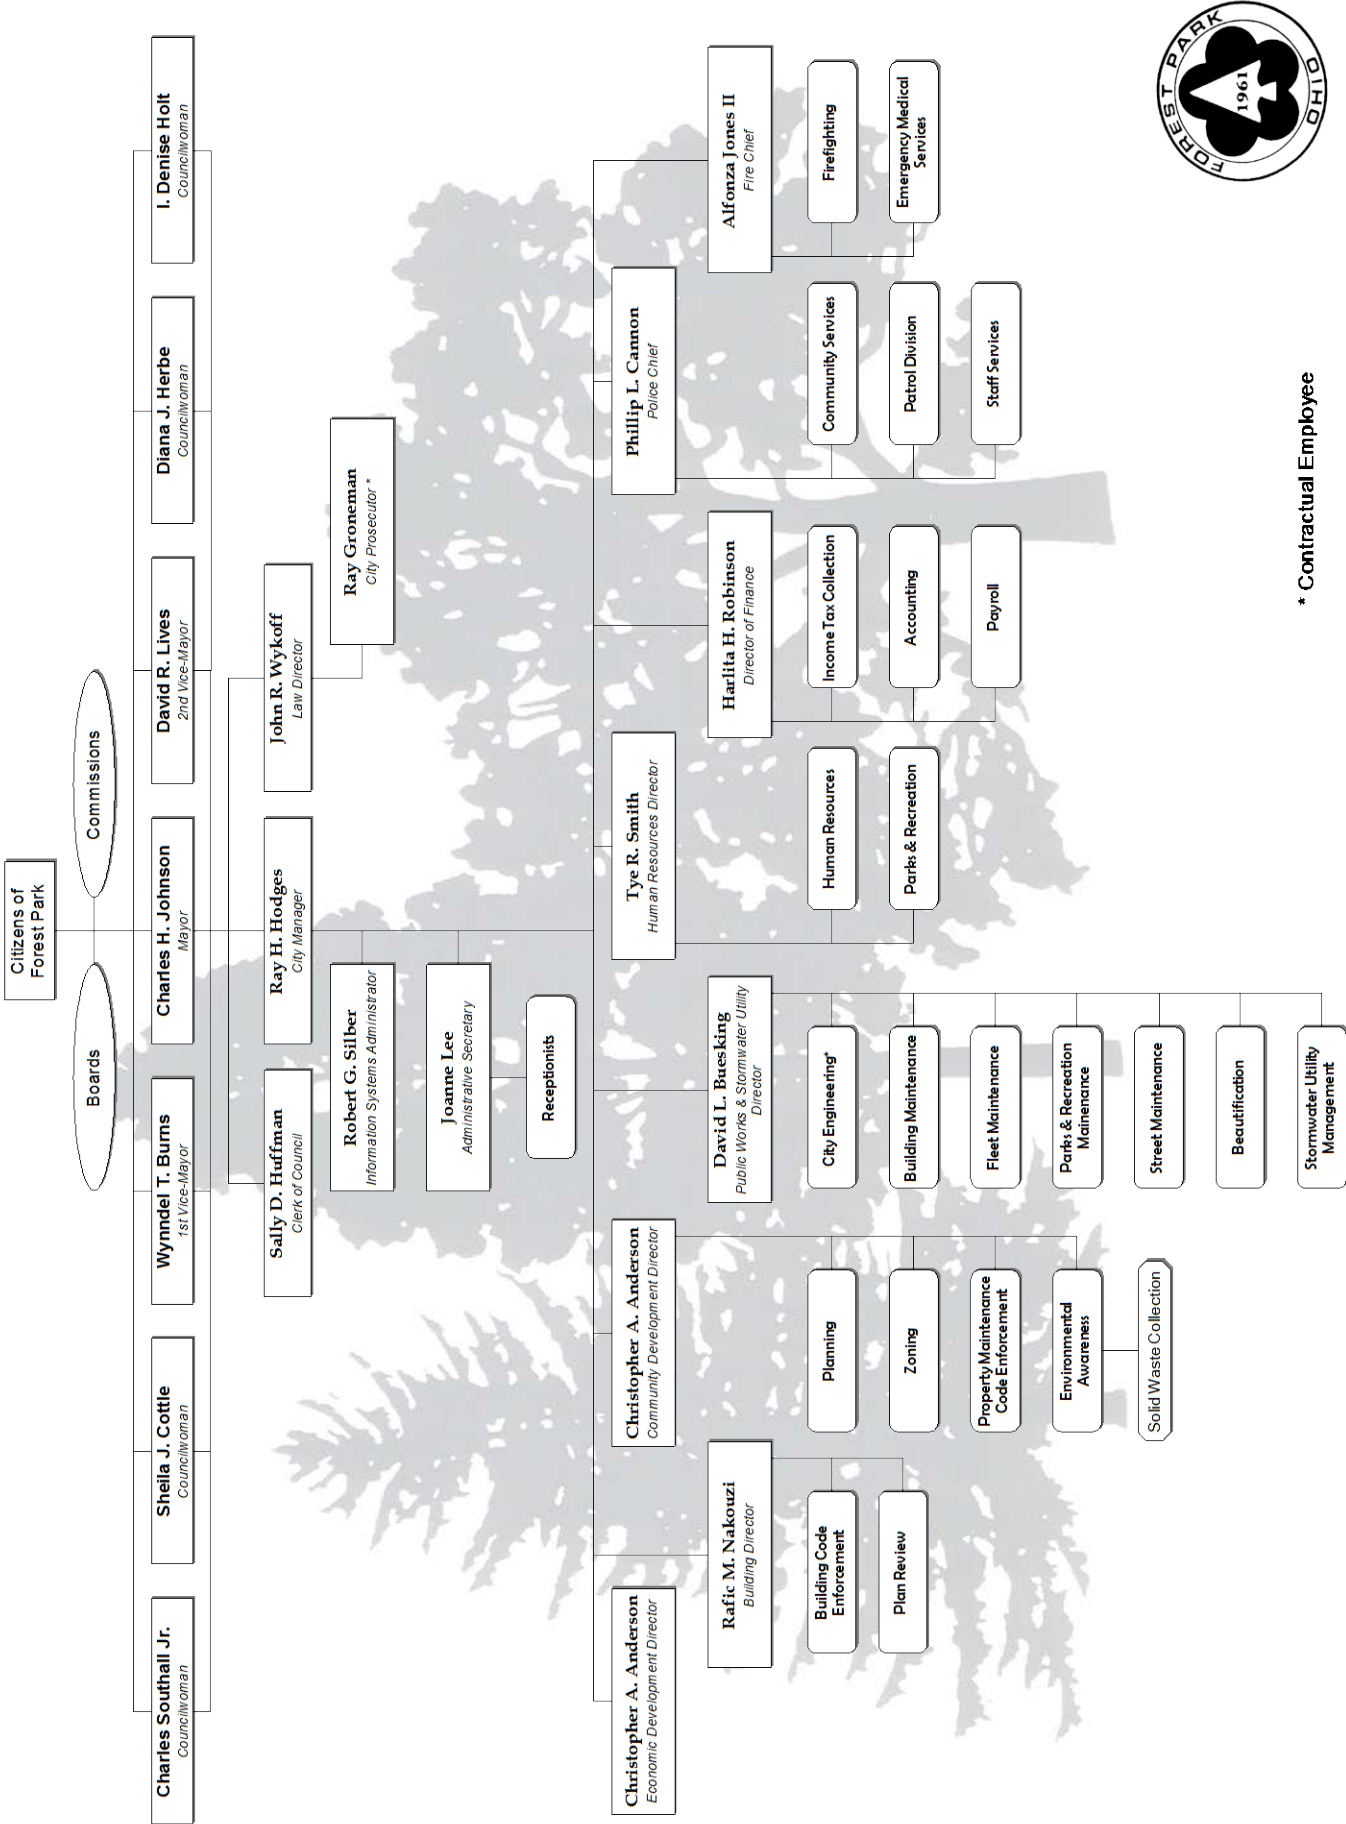 Citizens of
Forest Park
Boards
Commissions
Charles Southall Jr.
Councilwoman
Sheila J. Cottle
Councilwoman
Wynndel T. Burns
1st Vice-Mayor
Charles H. Johnson
Mayor
David R. Lives
2nd Vice-Mayor
Diana J. Herbe
Councilwoman
I. Denise Holt
Councilwoman
Sally D. Huffman
Clerk of Council
Ray H. Hodges
City Manager
John R. Wykoff
Law Director
Robert G. Silber
Information Systems Administrator
Ray Groneman
City Prosecutor *
Joanne Lee
Administrative Secretary
Receptionists
Christopher A. Anderson
Economic Development Director
Christopher A. Anderson
Community Development Director
Tye R. Smith
Human Resources Director
Phillip L. Cannon
Police Chief
Rafic M. Nakouzi
Building Director
David L. Buesking
Public Works & Stormwater Utility
Director
Harlita H. Robinson
Director of Finance
Alfonza Jones II
Fire Chief
Building Code
Enforcement
Plan Review
Planning
Zoning
Property Maintenance
Code Enforcement
Environmental
Awareness
Solid Waste Collection
City Engineering*
Building Maintenance
Fleet Maintenance
Parks & Recreation
Mainenance
Street Maintenance
Beautification
Stormwater Utility
Management
Human Resources
Parks & Recreation
Income Tax Collection
Accounting
Payroll
Community Services
Patrol Division
Staff Services
Firefighting
Emergency Medical
Services
* Contractual Employee
FOREST PARK
1961
OHIO